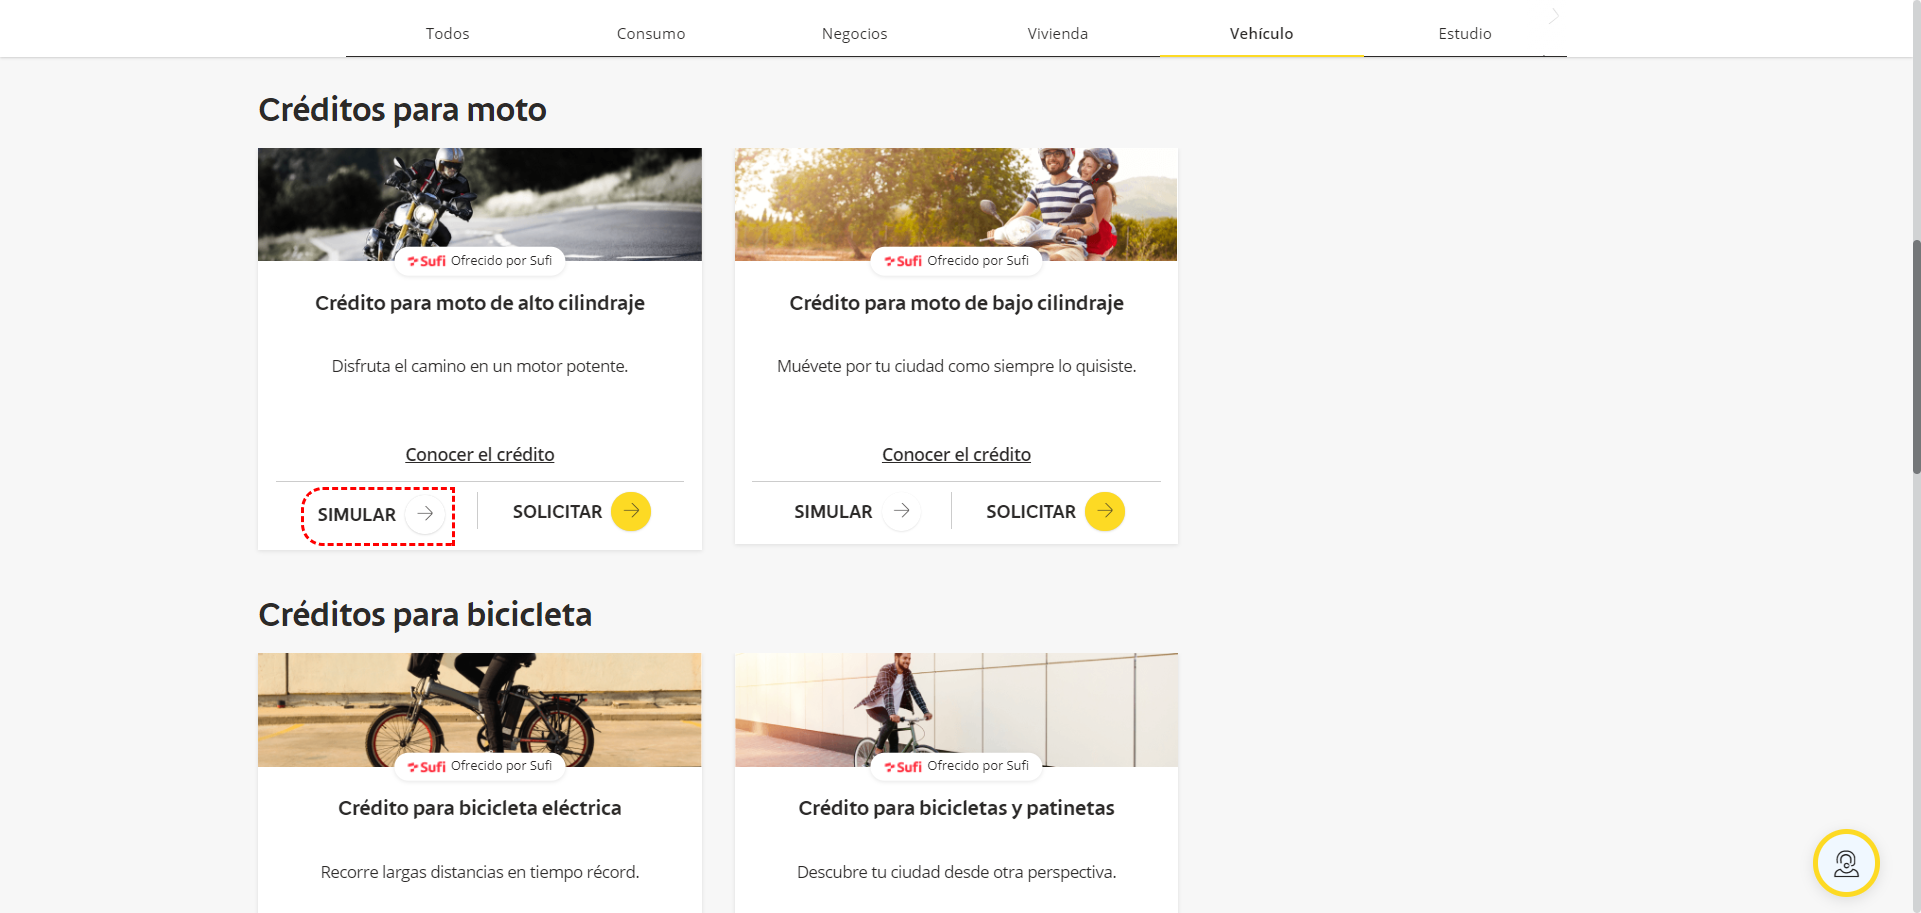 Todos
Consumo
Negocios
Vivienda
Vehículo
Estudio
Créditos para moto
Sufi Ofrecido por Sufi
Crédito para moto de alto cilindraje
Disfruta el camino en un motor potente.
Conocer el crédito
SIMULAR
SOLICITAR
Sufi Ofrecido por Sufi
Crédito para moto de bajo cilindraje
Muévete por tu ciudad como siempre lo quisiste.
Conocer el crédito
SIMULAR
SOLICITAR
Créditos para bicicleta
Sufi Ofrecido por Sufi
Crédito para bicicleta eléctrica
Recorre largas distancias en tiempo récord.
Sufi Ofrecido por Sufi
Crédito para bicicletas y patinetas
Descubre tu ciudad desde otra perspectiva.